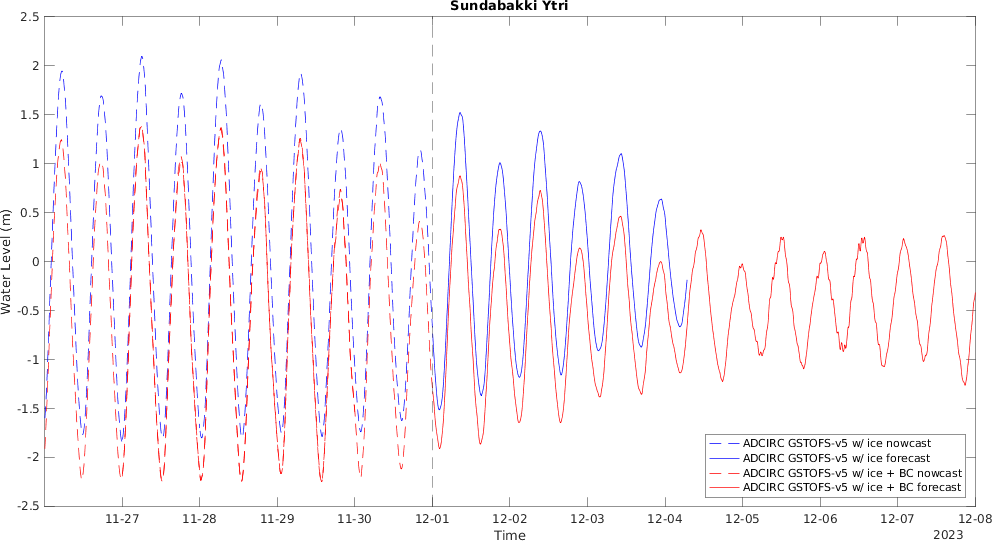 Sundabakki Ytri
2.5
2
1.5
1
0.5
0
-0.5
-1
-1.5
-2
-2.5
Water Level (m)
ADCIRC GSTOFS-v5 w/ ice nowcast
ADCIRC GSTOFS-v5 w/ ice forecast
ADCIRC GSTOFS-v5 w/ ice + BC nowcast
ADCIRC GSTOFS-v5 w/ ice + BC forecast
11-27 11-28 11-29 11-30 12-01 12-02 12-03 12-04 12-05 12-06 12-07 12-08
Time
2023